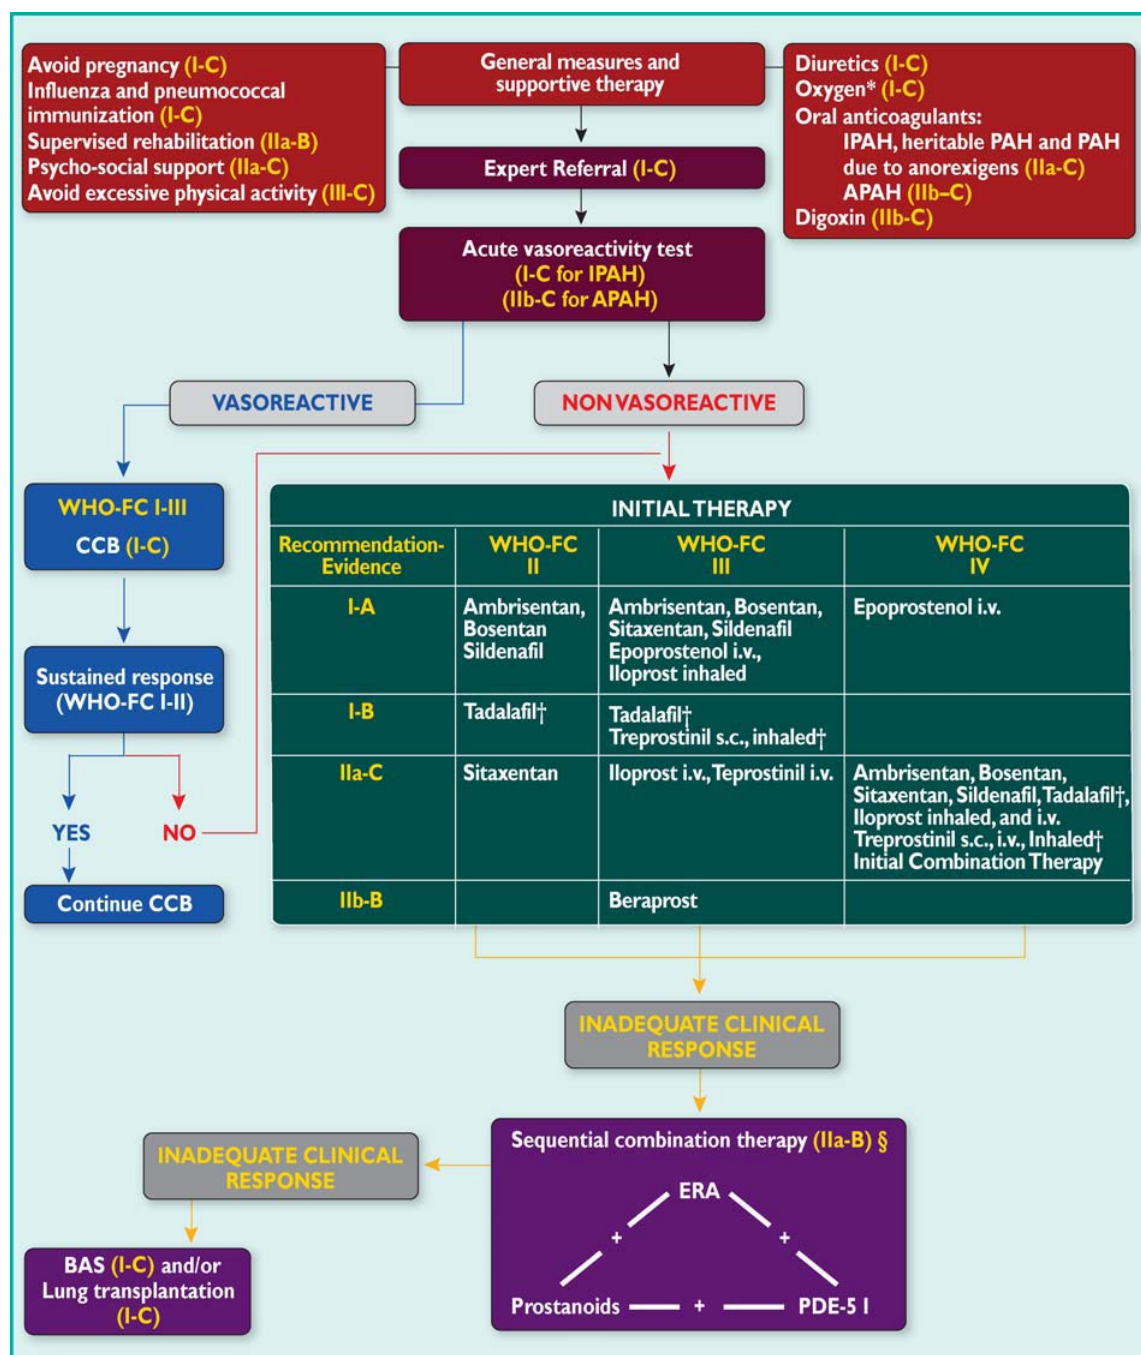 Avoid pregnancy (I-C)
Influenza and pneumococcal
immunization (I-C)
Supervised rehabilitation (IIa-B)
Psycho-social support (IIa-C)
Avoid excessive physical activity (III-C)
General measures and
supportive therapy
Diuretics (I-C)
Oxygen* (I-C)
Oral anticoagulants:
IPAH, heritable PAH and PAH
due to anorexigens (IIa-C)
APAH (IIb–C)
Digoxin (IIb-C)
Expert Referral (I-C)
Acute vasoreactivity test
(I-C for IPAH)
(IIb-C for APAH)
VASOREACTIVE
NON VASOREACTIVE
WHO-FC I-III
CCB (I-C)
Sustained response
(WHO-FC I-II)
YES
NO
Continue CCB
INITIAL THERAPY
Recommendation-
Evidence
WHO-FC
II
WHO-FC
III
WHO-FC
IV
I-A
Ambrisentan,
Bosentan
Sildenafil
Ambrisentan, Bosentan,
Sitaxentan, Sildenafil
Epoprostenol i.v.,
Iloprost inhaled
Epoprostenol i.v.
I-B
Tadalafil†
Tadalafil†
Treprostinil s.c., inhaled†
IIa-C
Sitaxentan
Iloprost i.v., Teprostinil i.v.
Ambrisentan, Bosentan,
Sitaxentan, Sildenafil, Tadalafil†,
Iloprost inhaled, and i.v.
Treprostinil s.c., i.v., Inhaled†
Initial Combination Therapy
IIb-B
Beraprost
INADEQUATE CLINICAL
RESPONSE
Sequential combination therapy (IIa-B) §
ERA
+
+
Prostanoids
+
PDE-5 I
INADEQUATE CLINICAL
RESPONSE
BAS (I-C) and/or
Lung transplantation
(I-C)